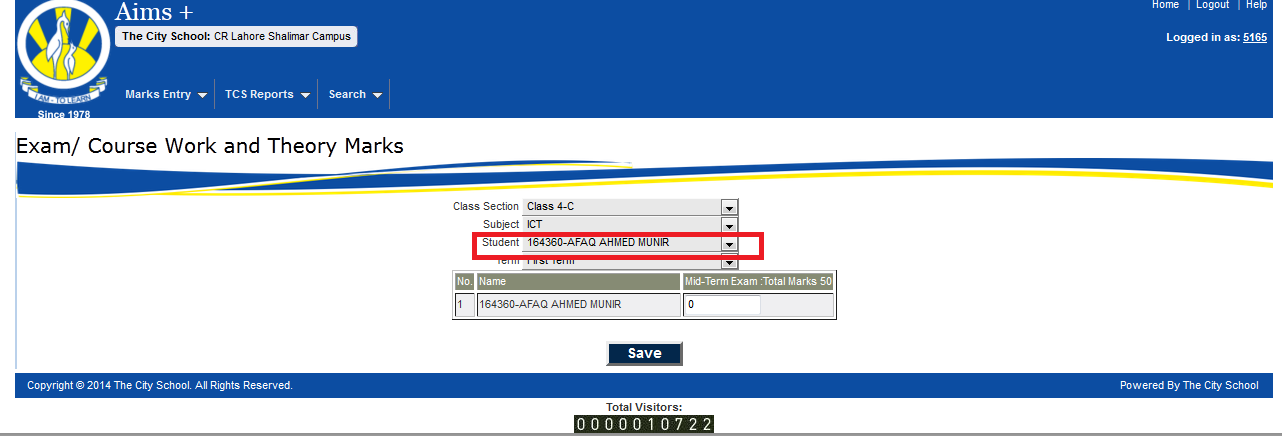 Aims +
Home | Logout | Help
The City School: CR Lahore Shalimar Campus
Logged in as: 5165
I AM - TO LEARN
Marks Entry TCS Reports Search
Since 1978
Exam/ Course Work and Theory Marks
Class Section Class 4-C
Subject ICT
Student 164360-AFAQ AHMED MUNIR
Term First Term
No. Name Mid-Term Exam :Total Marks 50
1 164360-AFAQ AHMED MUNIR 0
Save
Copyright © 2014 The City School. All Rights Reserved. Powered By The City School
Total Visitors:
0000010722